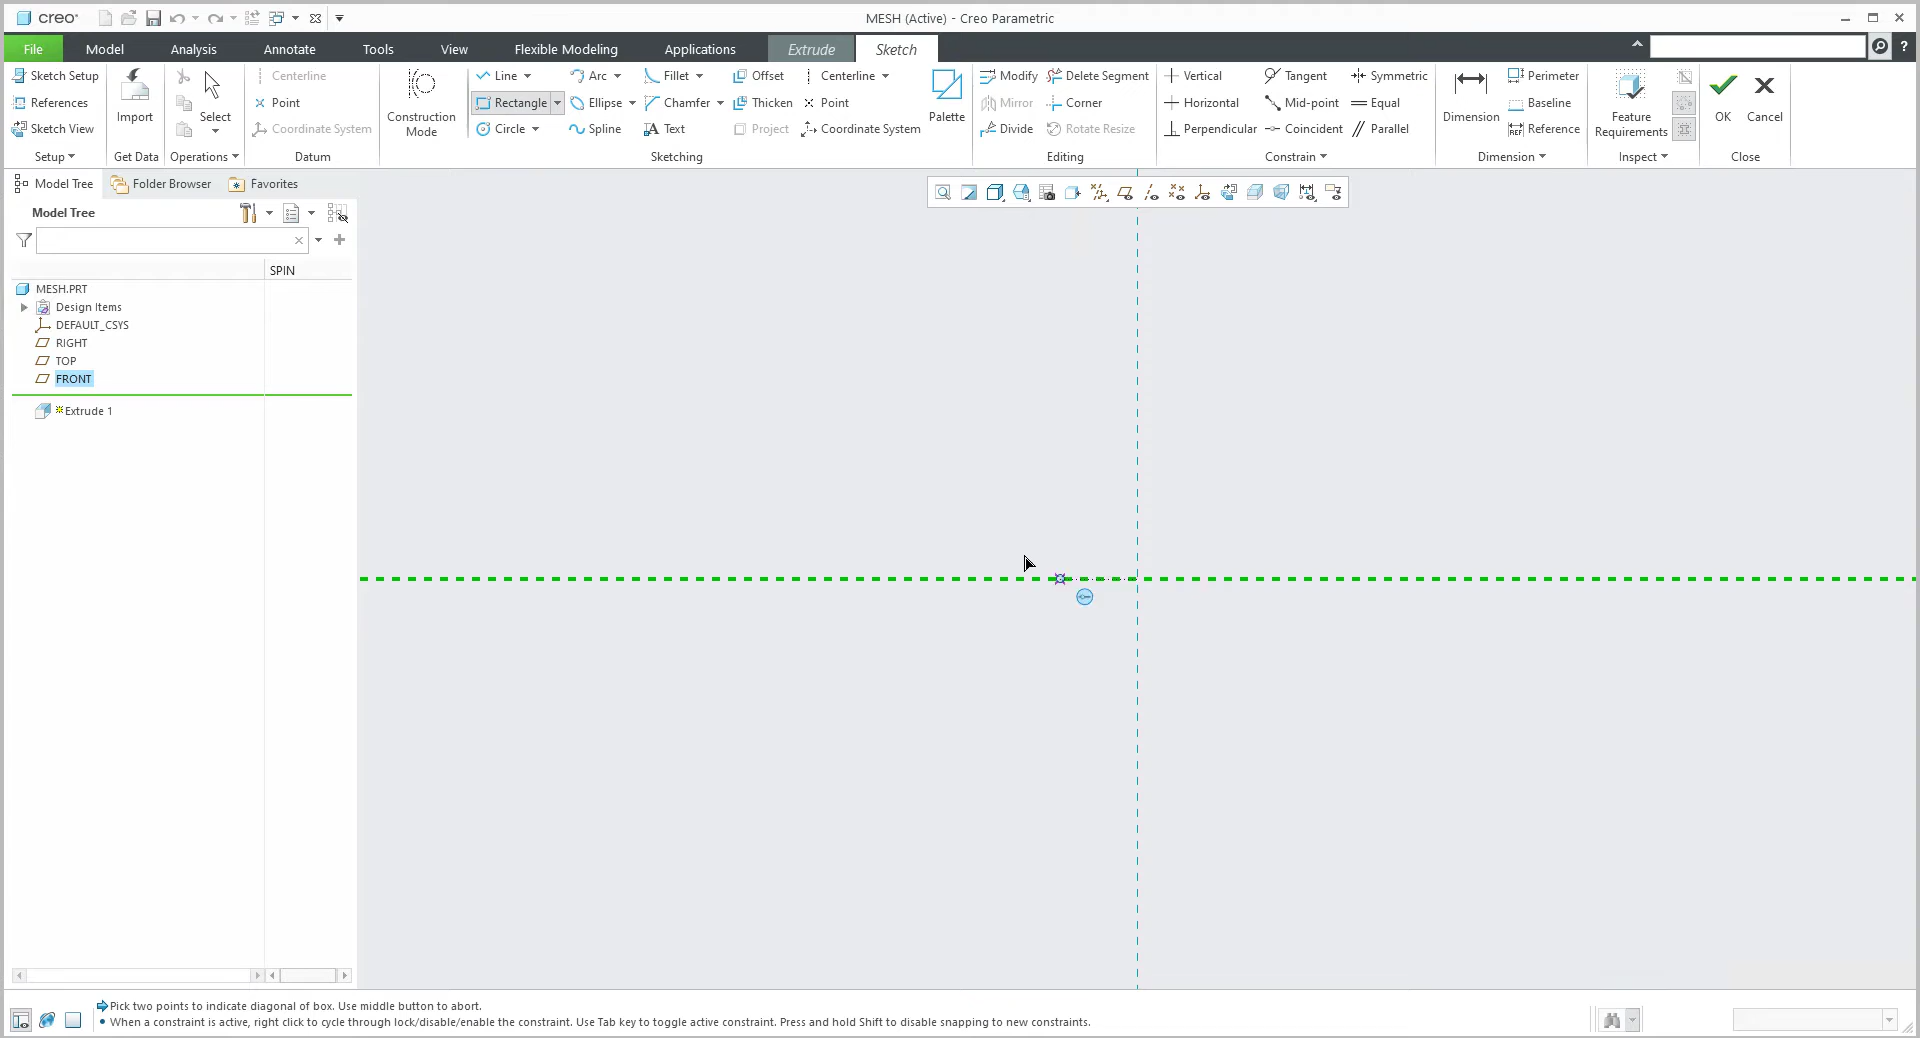 creo®
MESH (Active) - Creo Parametric
File Model Analysis Annotate Tools View Flexible Modeling Applications Extrude Sketch
Sketch Setup
References
Sketch View
Setup
Import
Get Data
Select
Operations
Centerline
Point
Coordinate System
Datum
Construction
Mode
Line Arc Fillet Offset Centerline
Rectangle Ellipse Chamfer Thicken Point
Circle Spline Text Project Coordinate System
Palette
Sketching
Modify Delete Segment
Mirror Corner
Divide Rotate Resize
Editing
Vertical Tangent Symmetric
Horizontal Mid-point Equal
Perpendicular Coincident Parallel
Constrain
Dimension
Perimeter
Baseline
REF Reference
Dimension
Feature
Requirements
Inspect
OK Cancel
Close
Model Tree Folder Browser Favorites
Model Tree
SPIN
MESH.PRT
Design Items
DEFAULT_CSYS
RIGHT
TOP
FRONT
Extrude 1
Pick two points to indicate diagonal of box. Use middle button to abort.
• When a constraint is active, right click to cycle through lock/disable/enable the constraint. Use Tab key to toggle active constraint. Press and hold Shift to disable snapping to new constraints.